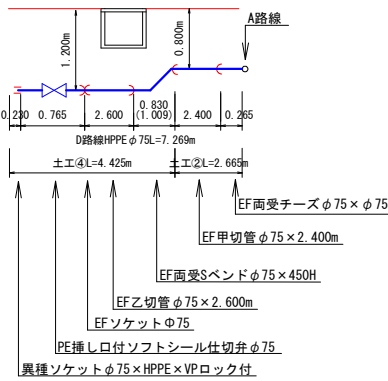 A路線
1.200m
0.800m
0.830
0.230 0.765 2.600 (1.009) 2.400 0.265
D路線HPPEφ75L=7.269m
土工④L=4.425m 土工②L=2.665m
EF両受チーズφ75×φ75
EF甲切管φ75×2.400m
EF両受Sベンドφ75×450H
EF乙切管φ75×2.600m
EFソケットΦ75
PE挿し口付ソフトシール仕切弁φ75
異種ソケットφ75×HPPE×VPロック付